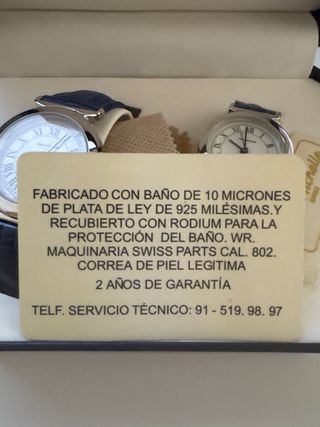 FABRICADO CON BAÑO DE 10 MICRONES
DE PLATA DE LEY DE 925 MILÉSIMAS.Y
RECUBIERTO CON RODIUM PARA LA
PROTECCIÓN DEL BAÑO. WR.
MAQUINARIA SWISS PARTS CAL. 802.
CORREA DE PIEL LEGITIMA
2 AÑOS DE GARANTÍA
TELF. SERVICIO TÉCNICO: 91 - 519. 98. 97